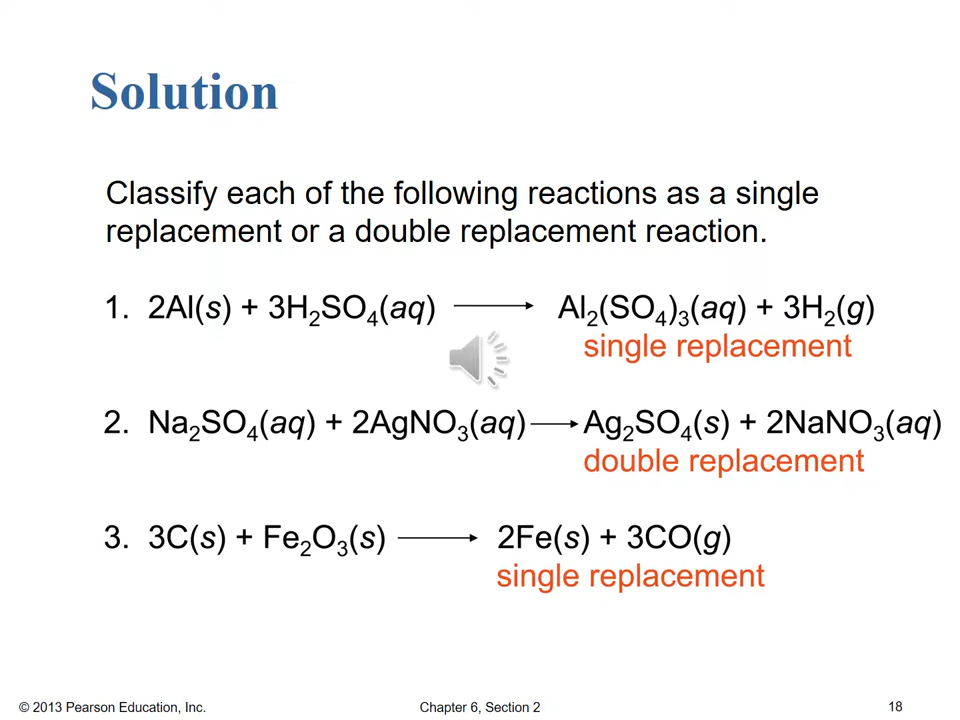 Solution
Classify each of the following reactions as a single
replacement or a double replacement reaction.
1. 2Al(s) + 3H₂SO₄(aq) ⟶ Al₂(SO₄)₃(aq) + 3H₂(g)
single replacement
2. Na₂SO₄(aq) + 2AgNO₃(aq) ⟶ Ag₂SO₄(s) + 2NaNO₃(aq)
double replacement
3. 3C(s) + Fe₂O₃(s) ⟶ 2Fe(s) + 3CO(g)
single replacement
© 2013 Pearson Education, Inc. Chapter 6, Section 2 18